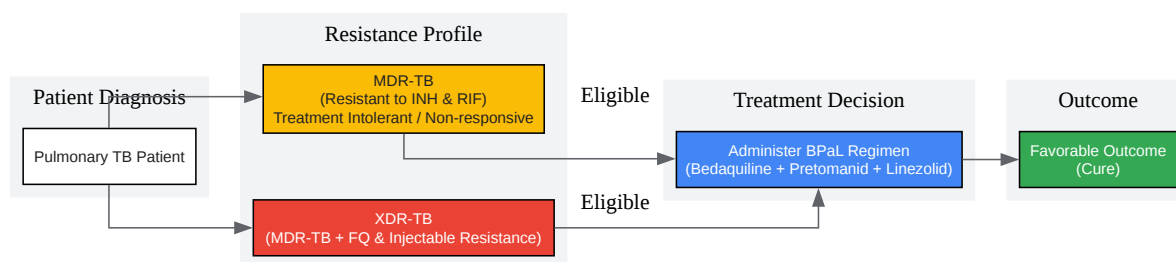 Patient Diagnosis
Pulmonary TB Patient
Resistance Profile
MDR-TB
(Resistant to INH & RIF)
Treatment Intolerant / Non-responsive
XDR-TB
(MDR-TB + FQ & Injectable Resistance)
Eligible
Eligible
Treatment Decision
Administer BPaL Regimen
(Bedaquiline + Pretomanid + Linezolid)
Outcome
Favorable Outcome
(Cure)